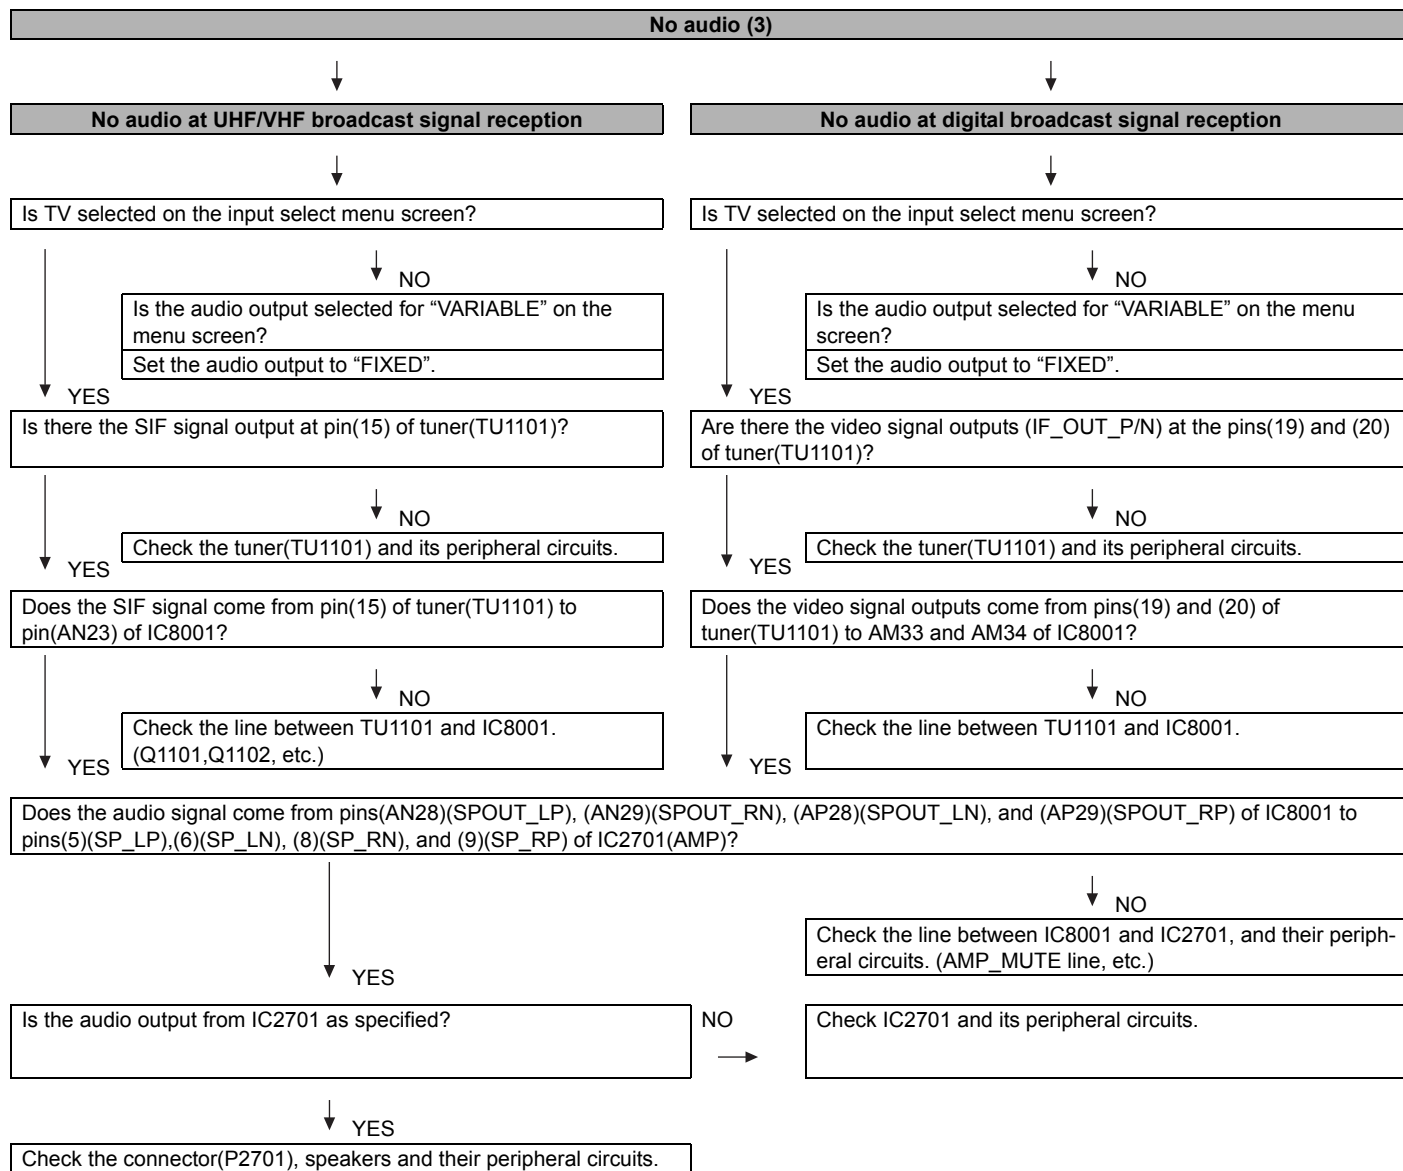 No audio (3)
No audio at UHF/VHF broadcast signal reception
No audio at digital broadcast signal reception
Is TV selected on the input select menu screen?
Is TV selected on the input select menu screen?
NO
NO
Is the audio output selected for “VARIABLE” on the
menu screen?
Set the audio output to “FIXED”.
Is the audio output selected for “VARIABLE” on the menu
screen?
Set the audio output to “FIXED”.
YES
YES
Is there the SIF signal output at pin(15) of tuner(TU1101)?
Are there the video signal outputs (IF_OUT_P/N) at the pins(19) and (20)
of tuner(TU1101)?
NO
NO
Check the tuner(TU1101) and its peripheral circuits.
Check the tuner(TU1101) and its peripheral circuits.
YES
YES
Does the SIF signal come from pin(15) of tuner(TU1101) to
pin(AN23) of IC8001?
Does the video signal outputs come from pins(19) and (20) of
tuner(TU1101) to AM33 and AM34 of IC8001?
NO
NO
Check the line between TU1101 and IC8001.
(Q1101,Q1102, etc.)
Check the line between TU1101 and IC8001.
YES
YES
Does the audio signal come from pins(AN28)(SPOUT_LP), (AN29)(SPOUT_RN), (AP28)(SPOUT_LN), and (AP29)(SPOUT_RP) of IC8001 to
pins(5)(SP_LP),(6)(SP_LN), (8)(SP_RN), and (9)(SP_RP) of IC2701(AMP)?
NO
Check the line between IC8001 and IC2701, and their periph-
eral circuits. (AMP_MUTE line, etc.)
YES
Is the audio output from IC2701 as specified?
NO
Check IC2701 and its peripheral circuits.
YES
Check the connector(P2701), speakers and their peripheral circuits.